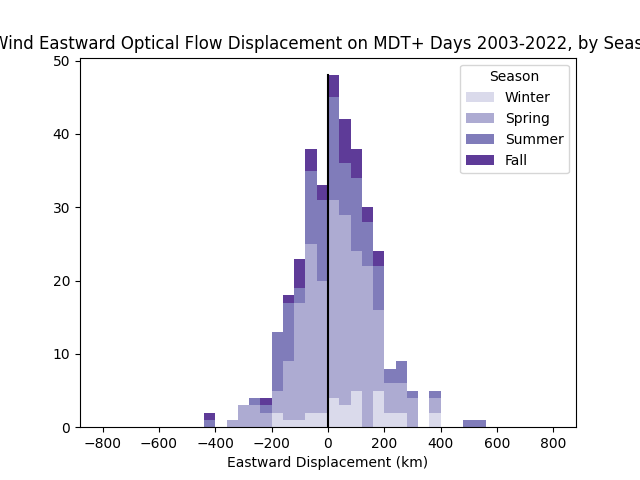 Wind Eastward Optical Flow Displacement on MDT+ Days 2003-2022, by Seas
Season
Winter
Spring
Summer
Fall
50
40
30
20
10
0
−800 −600 −400 −200 0 200 400 600 800
Eastward Displacement (km)